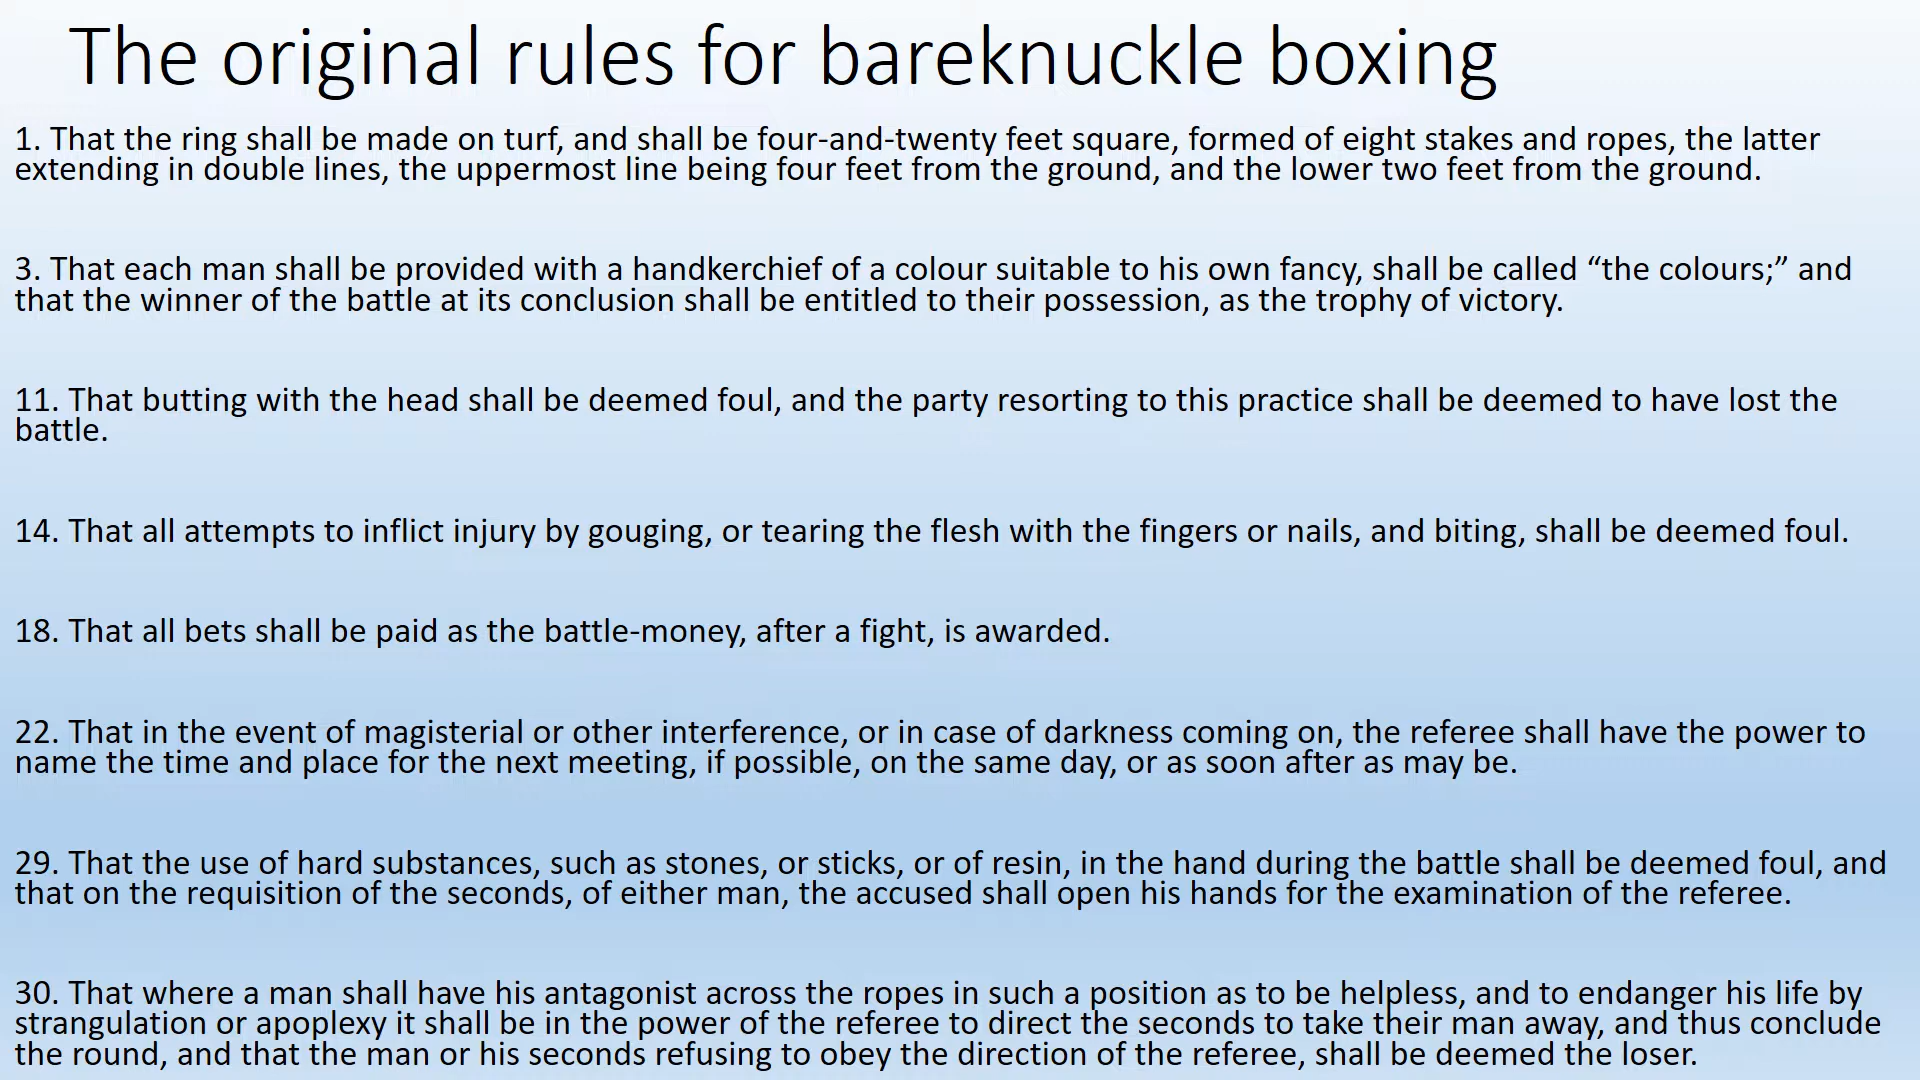 The original rules for bareknuckle boxing
1. That the ring shall be made on turf, and shall be four-and-twenty feet square, formed of eight stakes and ropes, the latter
extending in double lines, the uppermost line being four feet from the ground, and the lower two feet from the ground.
3. That each man shall be provided with a handkerchief of a colour suitable to his own fancy, shall be called “the colours;” and
that the winner of the battle at its conclusion shall be entitled to their possession, as the trophy of victory.
11. That butting with the head shall be deemed foul, and the party resorting to this practice shall be deemed to have lost the
battle.
14. That all attempts to inflict injury by gouging, or tearing the flesh with the fingers or nails, and biting, shall be deemed foul.
18. That all bets shall be paid as the battle-money, after a fight, is awarded.
22. That in the event of magisterial or other interference, or in case of darkness coming on, the referee shall have the power to
name the time and place for the next meeting, if possible, on the same day, or as soon after as may be.
29. That the use of hard substances, such as stones, or sticks, or of resin, in the hand during the battle shall be deemed foul, and
that on the requisition of the seconds, of either man, the accused shall open his hands for the examination of the referee.
30. That where a man shall have his antagonist across the ropes in such a position as to be helpless, and to endanger his life by
strangulation or apoplexy it shall be in the power of the referee to direct the seconds to take their man away, and thus conclude
the round, and that the man or his seconds refusing to obey the direction of the referee, shall be deemed the loser.